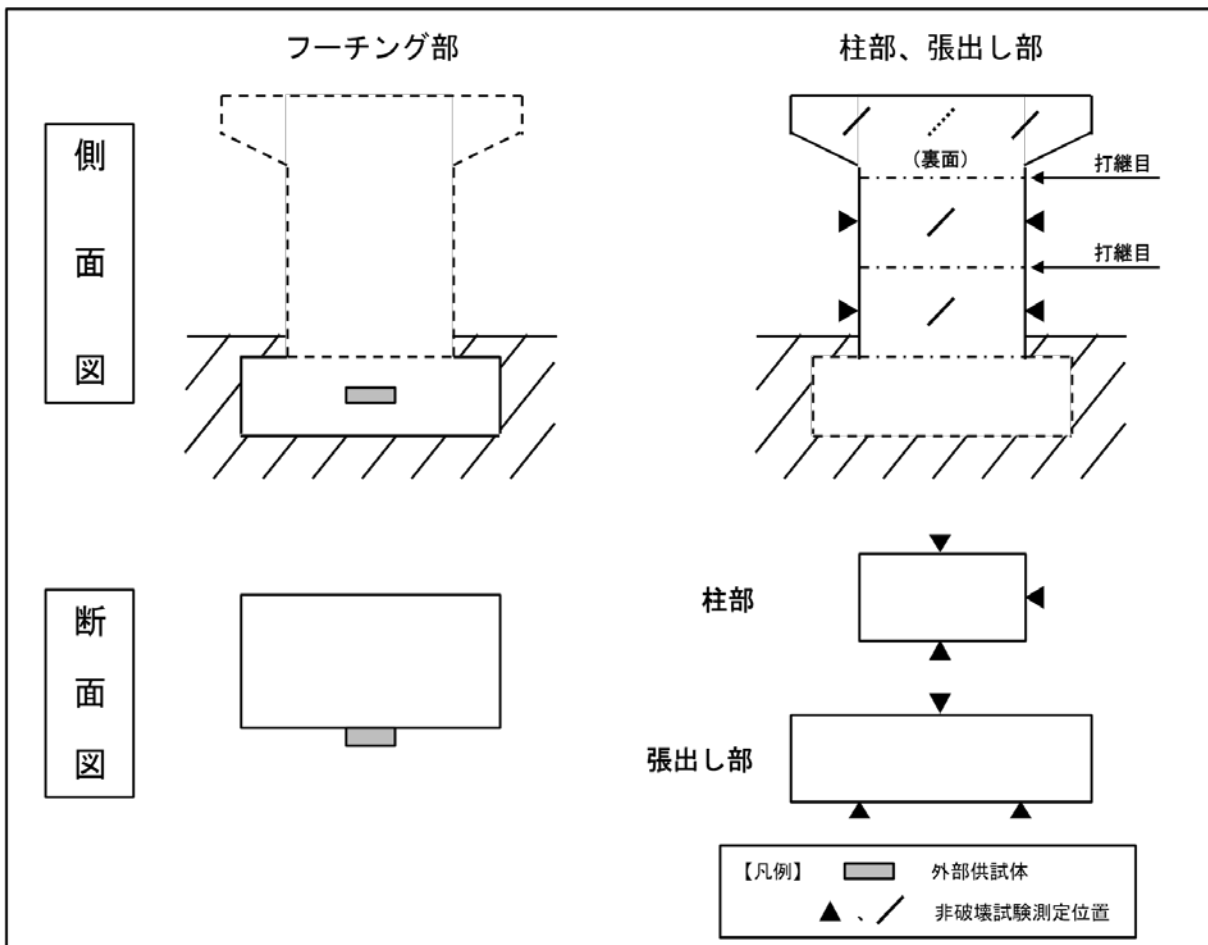 フーチング部
柱部、張出し部
側面図
(裏面)
打継目
打継目
断面図
柱部
張出し部
【凡例】 外部供試体
▲、/ 非破壊試験測定位置